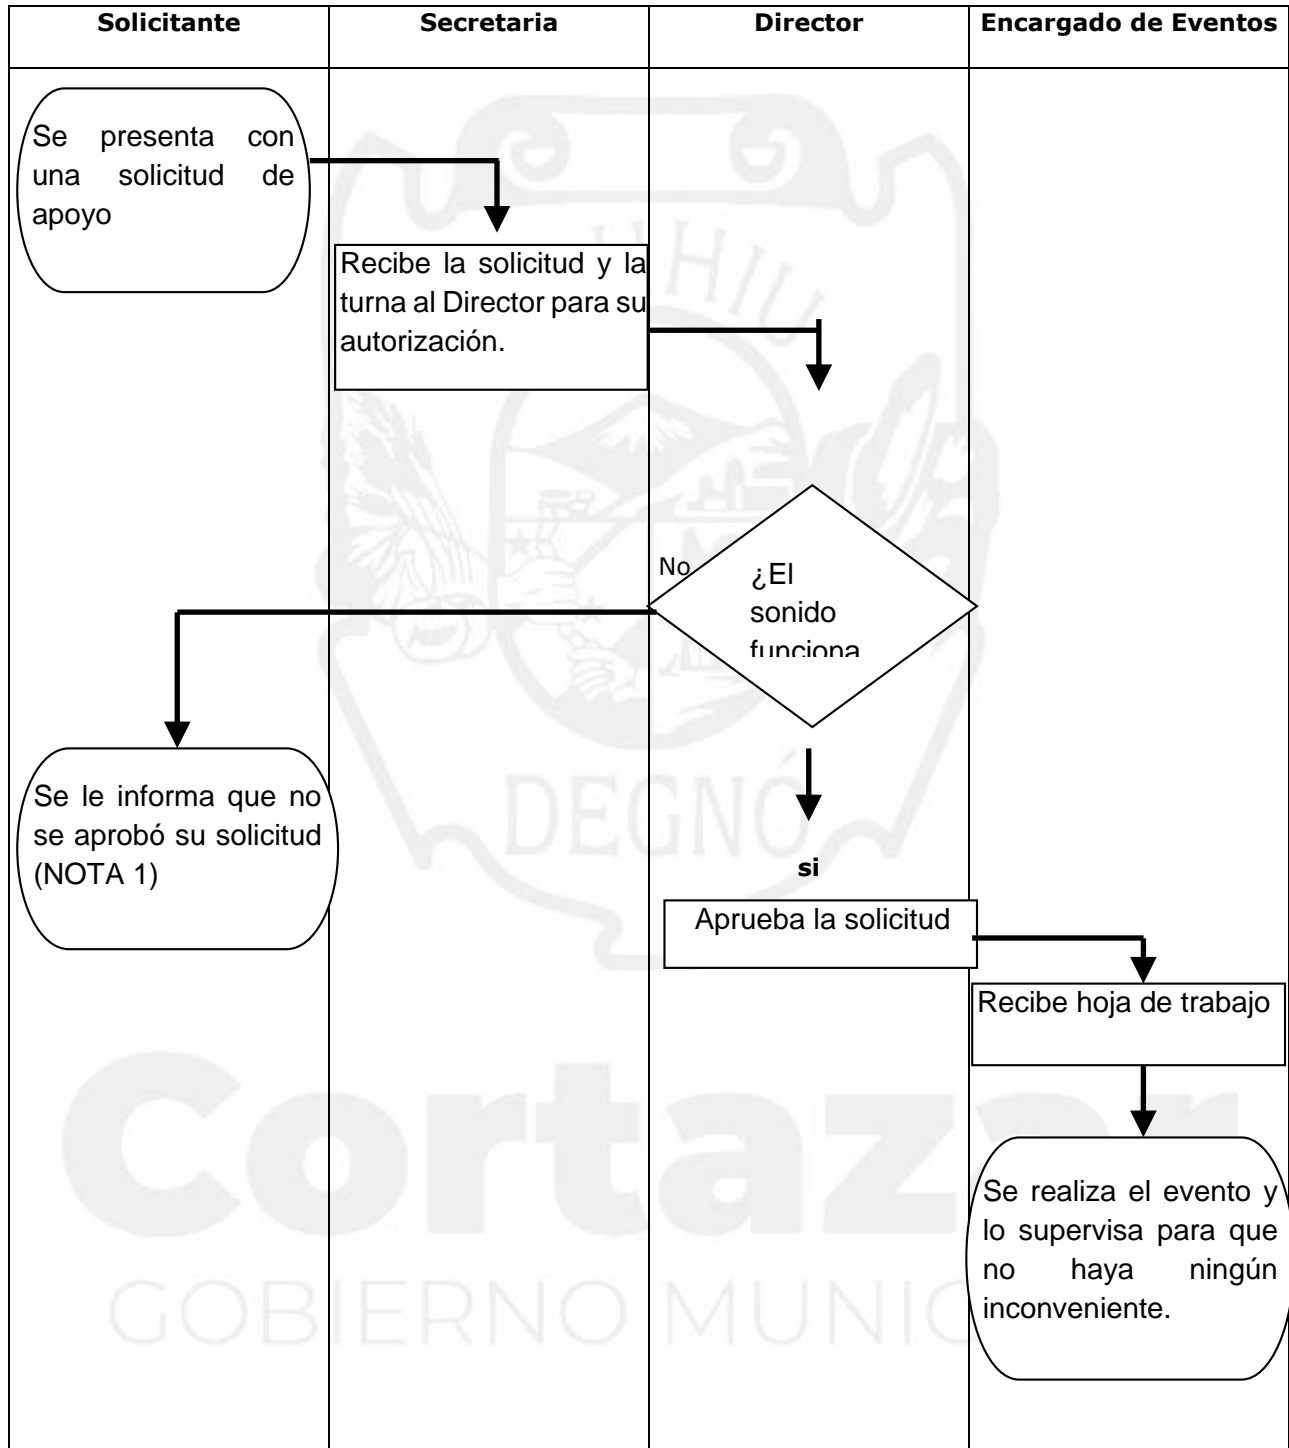 Solicitante
Secretaria
Director
Encargado de Eventos
Se presenta con
una solicitud de
apoyo
Recibe la solicitud y la
turna al Director para su
autorización.
No
¿El
sonido
funciona
Se le informa que no
se aprobó su solicitud
(NOTA 1)
si
Aprueba la solicitud
Recibe hoja de trabajo
Se realiza el evento y
lo supervisa para que
no haya ningún
inconveniente.
DEGNÓ
Cortazar
GOBIERNO MUNIC